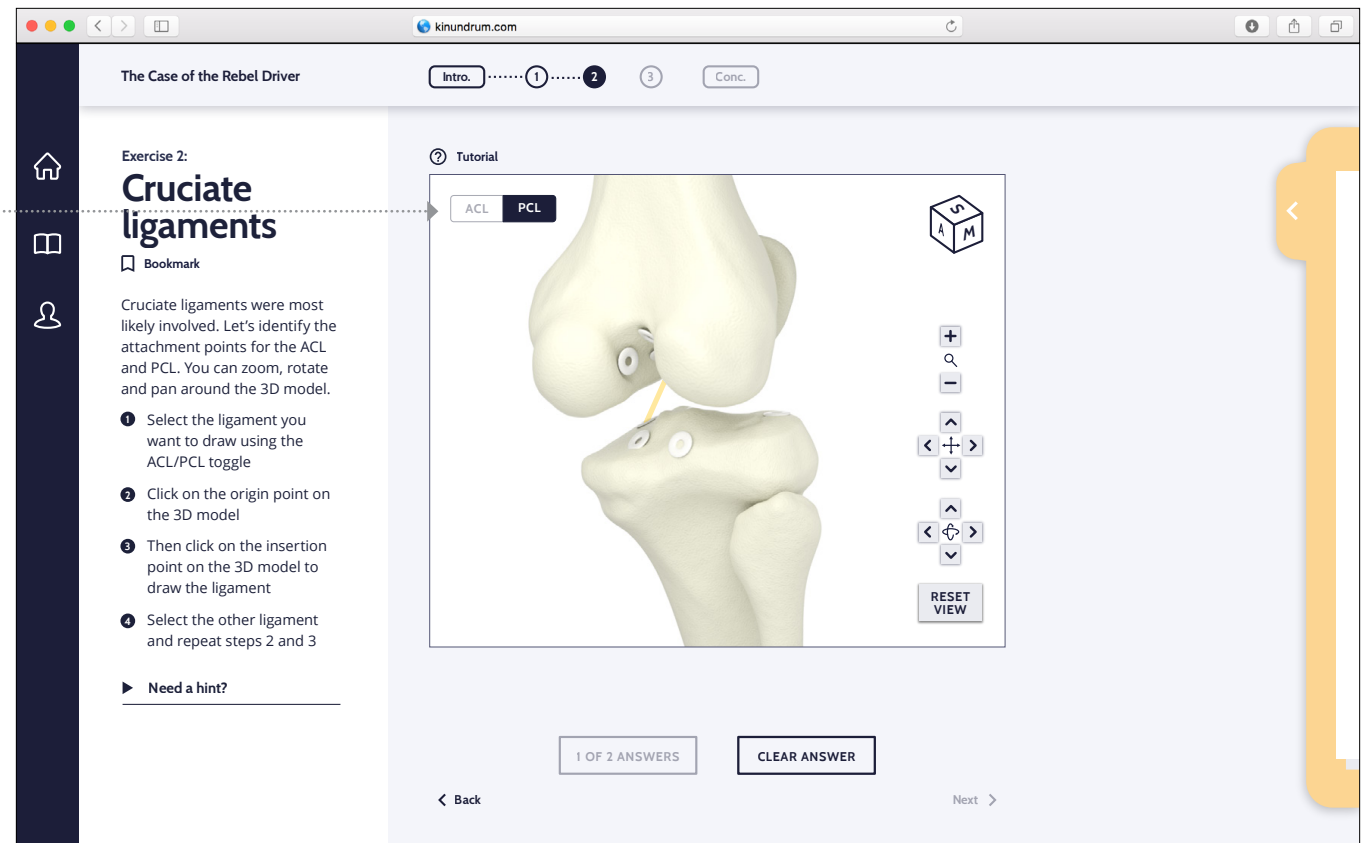 kinundrum.com
The Case of the Rebel Driver
Intro.
1
2
3
Conc.
Exercise 2:
Cruciate
ligaments
Bookmark
Cruciate ligaments were most
likely involved. Let’s identify the
attachment points for the ACL
and PCL. You can zoom, rotate
and pan around the 3D model.
1 Select the ligament you
want to draw using the
ACL/PCL toggle
2 Click on the origin point on
the 3D model
3 Then click on the insertion
point on the 3D model to
draw the ligament
4 Select the other ligament
and repeat steps 2 and 3
Need a hint?
? Tutorial
ACL PCL
S
A M
RESET
VIEW
1 OF 2 ANSWERS
CLEAR ANSWER
Back
Next